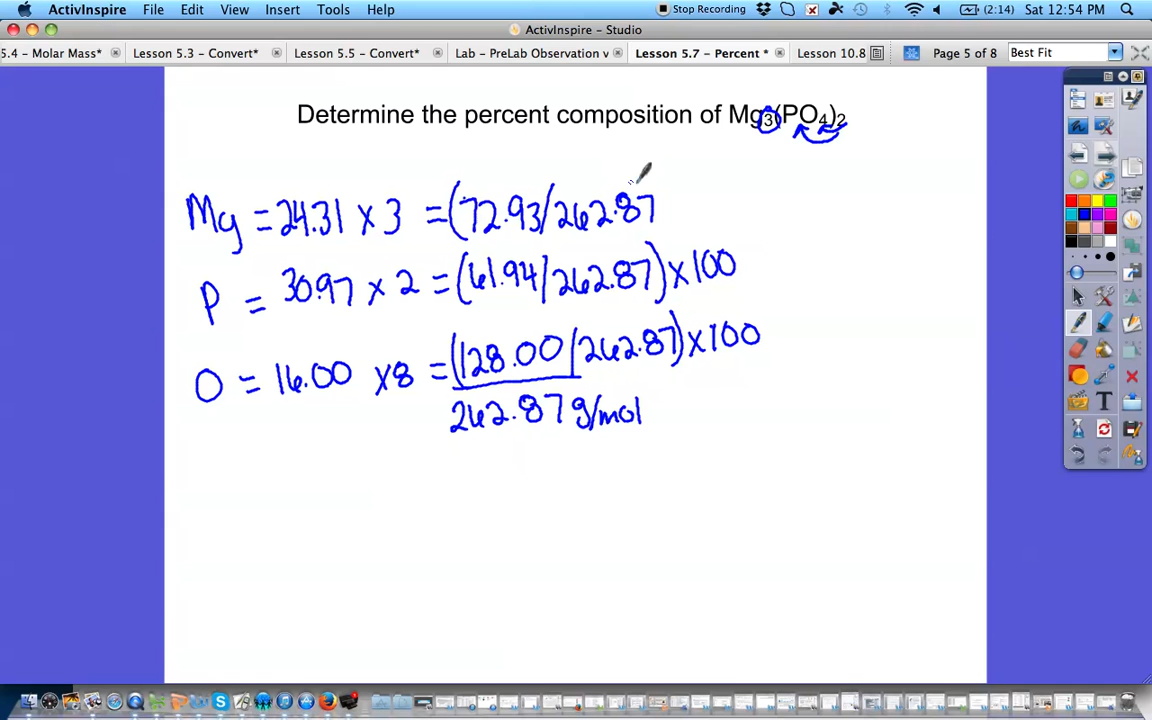 ActivInspire File Edit View Insert Tools Help Stop Recording (2:14) Sat 12:54 PM
ActivInspire - Studio
5.4 - Molar Mass* Lesson 5.3 - Convert* Lesson 5.5 - Convert* Lab - PreLab Observation v Lesson 5.7 - Percent * Lesson 10.8 Page 5 of 8 Best Fit
Determine the percent composition of Mg3(PO4)2
Mg = 24.31 x 3 = (72.93/262.87
P = 30.97 x 2 = (61.94/262.87) x 100
O = 16.00 x8 = (128.00/262.87) x 100
262.87 g/mol